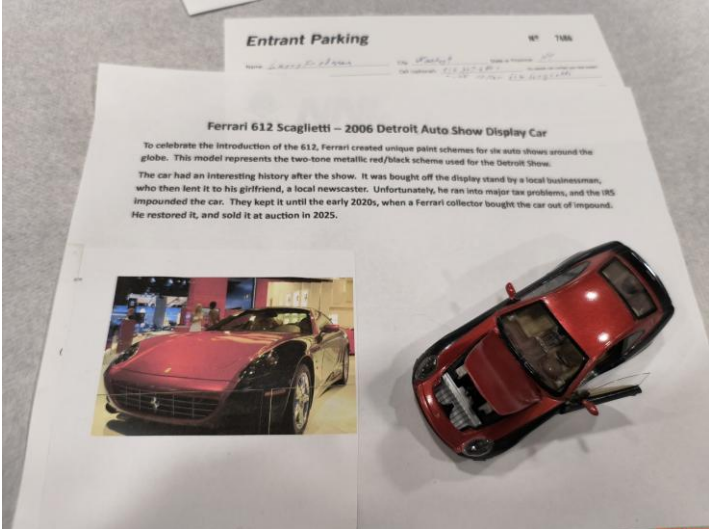 Entrant Parking
Nº 7686
Name
Ferrari 612 Scaglietti – 2006 Detroit Auto Show Display Car
To celebrate the introduction of the 612, Ferrari created unique paint schemes for six auto shows around the
globe. This model represents the two-tone metallic red/black scheme used for the Detroit Show.
The car had an interesting history after the show. It was bought off the display stand by a local businessman,
who then lent it to his girlfriend, a local newscaster. Unfortunately, he ran into major tax problems, and the IRS
impounded the car. They kept it until the early 2020s, when a Ferrari collector bought the car out of impound.
He restored it, and sold it at auction in 2025.